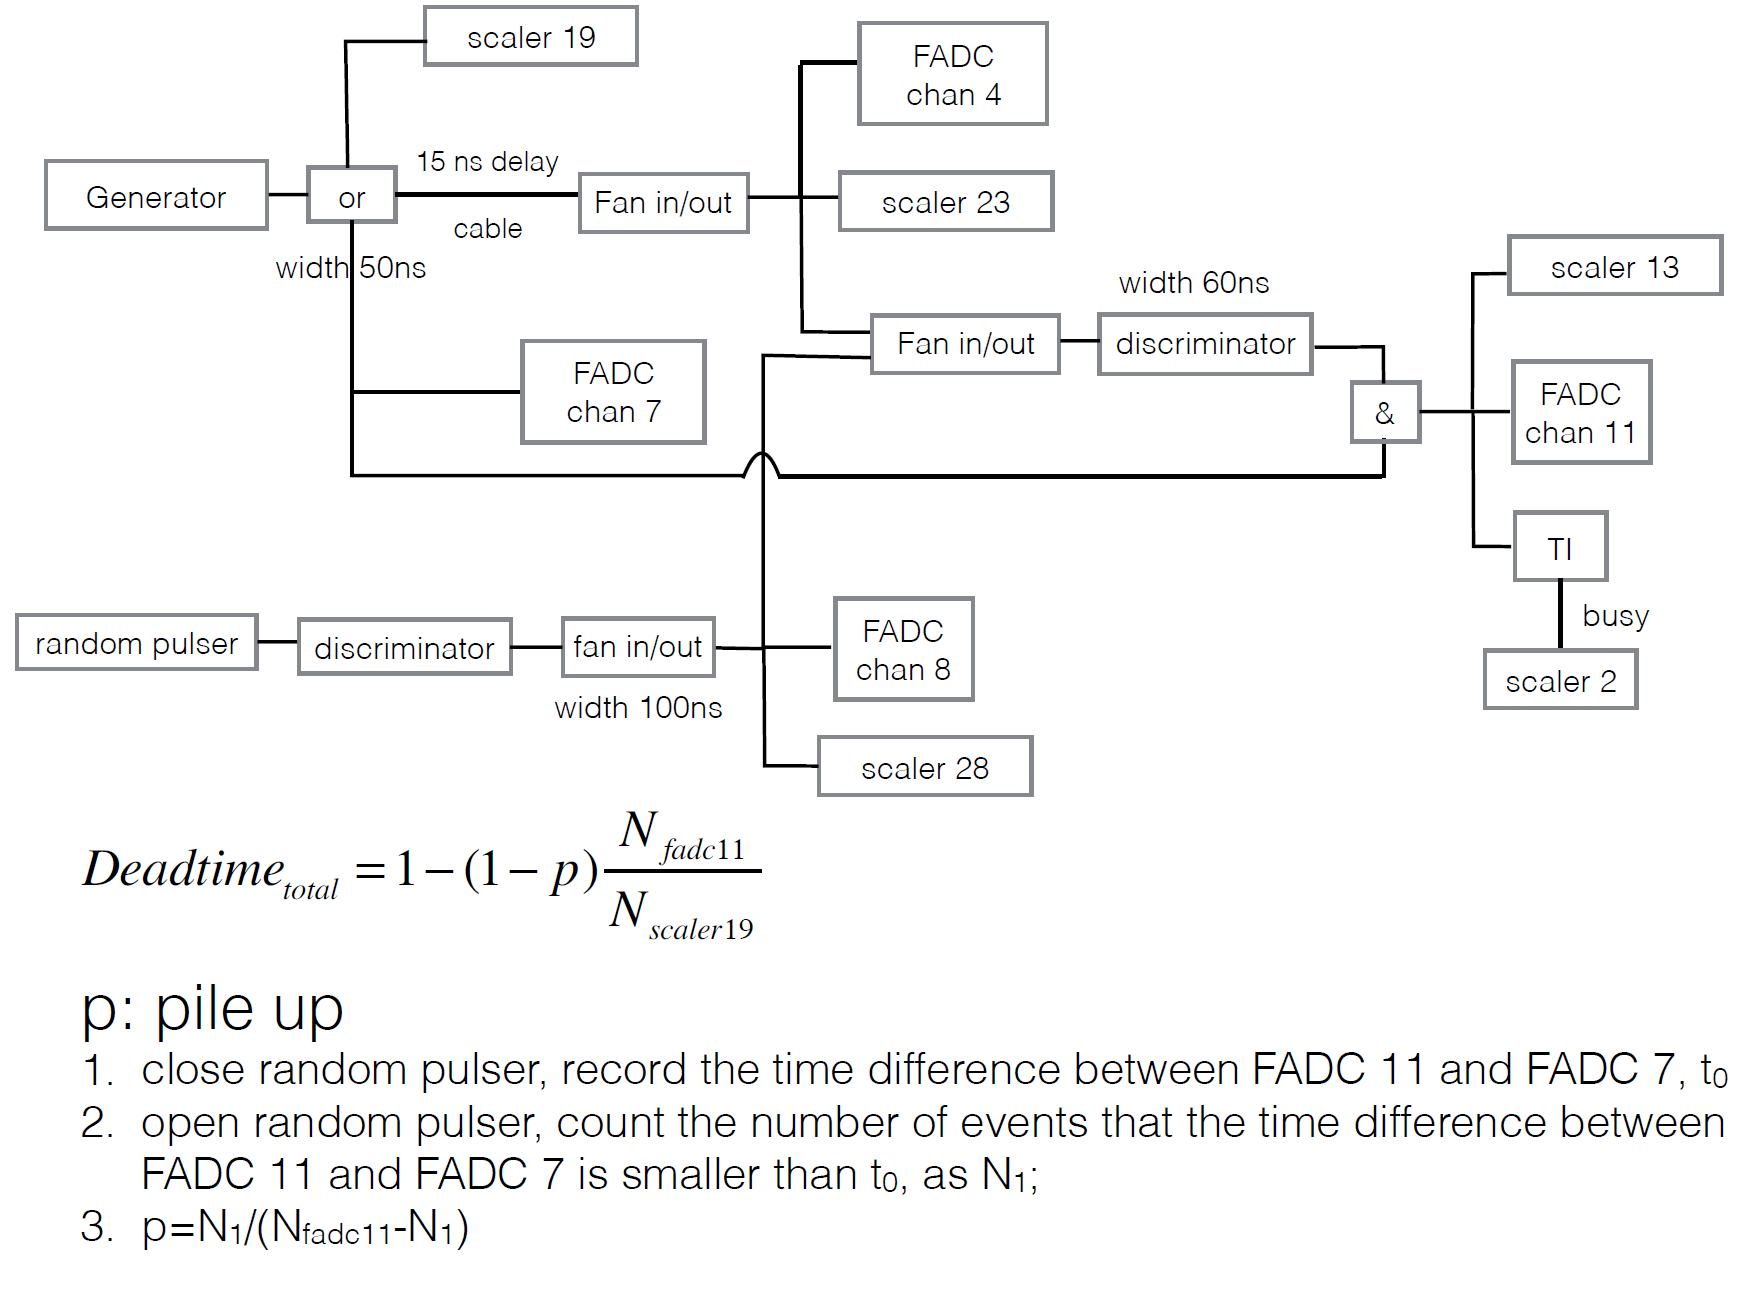 scaler 19
FADC
chan 4
15 ns delay
Generator
or
Fan in/out
scaler 23
cable
width 50ns
scaler 13
width 60ns
Fan in/out
discriminator
FADC
chan 7
&
FADC
chan 11
TI
busy
random pulser
discriminator
fan in/out
FADC
chan 8
scaler 2
width 100ns
scaler 28
Deadtime_total = 1 − (1 − p) N_fadc11 / N_scaler19
p: pile up
1. close random pulser, record the time difference between FADC 11 and FADC 7, t₀
2. open random pulser, count the number of events that the time difference between
FADC 11 and FADC 7 is smaller than t₀, as N₁;
3. p=N₁/(N_fadc11-N₁)